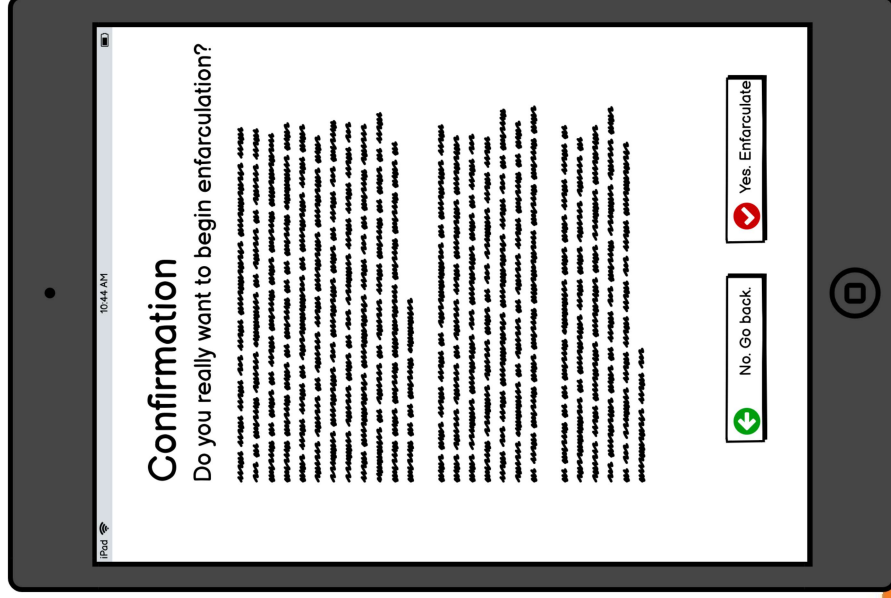 iPad
10:44 AM
Confirmation
Do you really want to begin enfarculation?
No. Go back.
Yes. Enfarculate